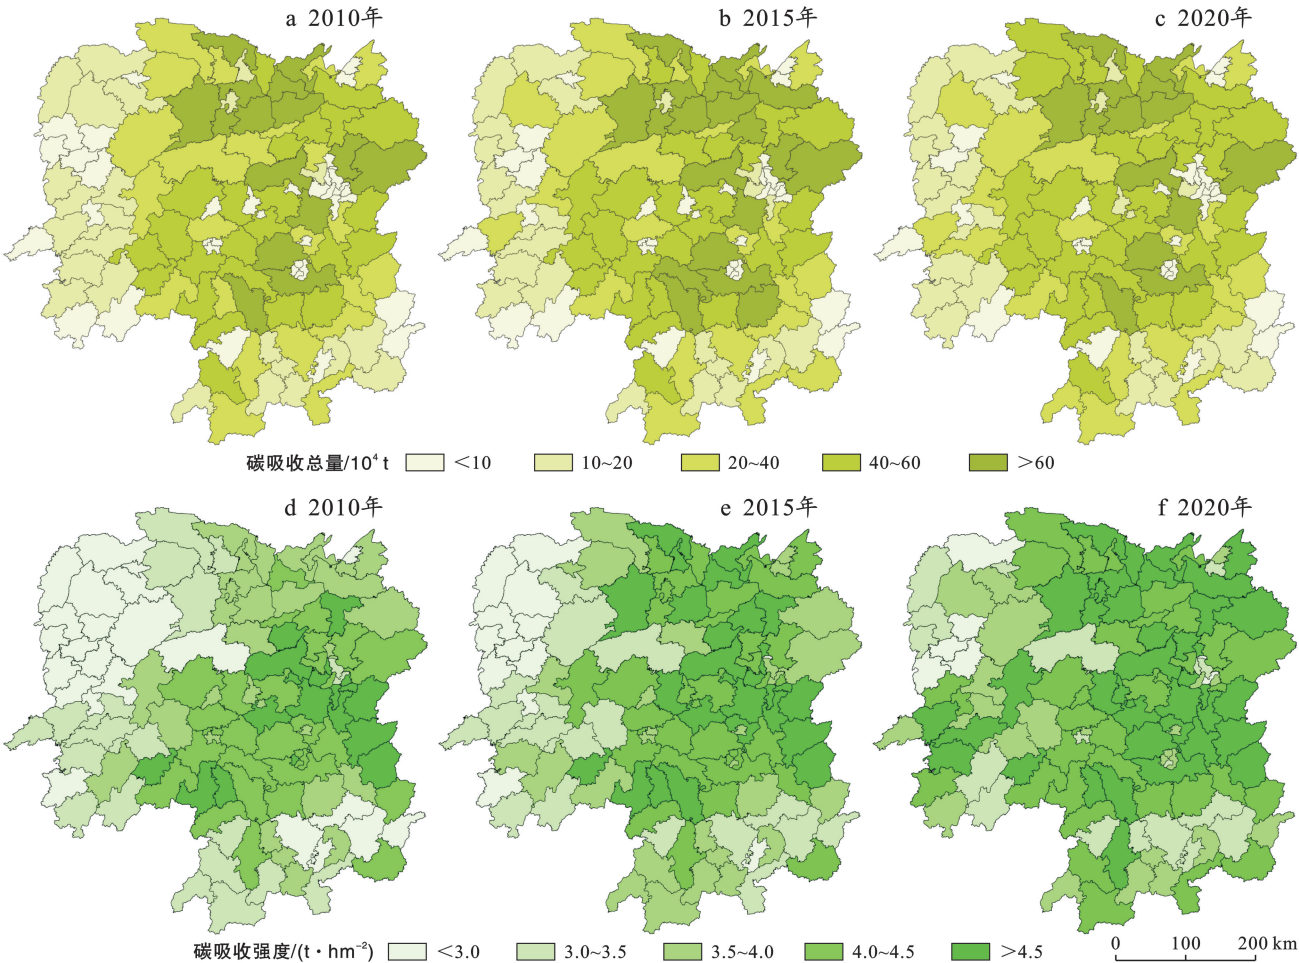 a 2010年
b 2015年
c 2020年
碳吸收总量/10⁴ t <10 10~20 20~40 40~60 >60
d 2010年
e 2015年
f 2020年
碳吸收强度/(t·hm⁻²) <3.0 3.0~3.5 3.5~4.0 4.0~4.5 >4.5
0 100 200 km